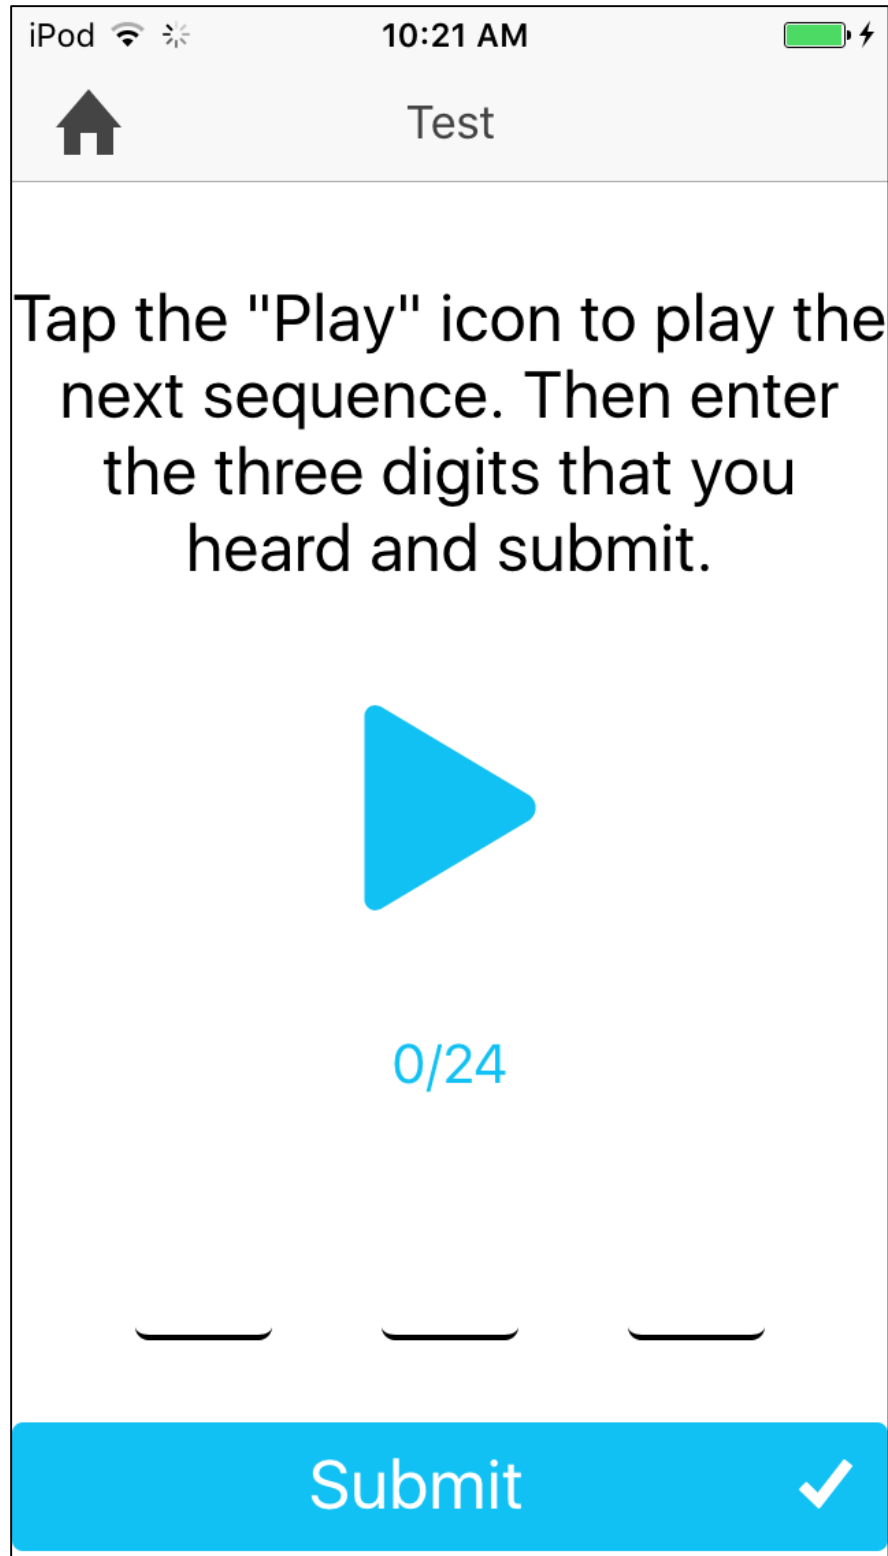 iPod 10:21 AM
Test
Tap the "Play" icon to play the
next sequence. Then enter
the three digits that you
heard and submit.
0/24
Submit